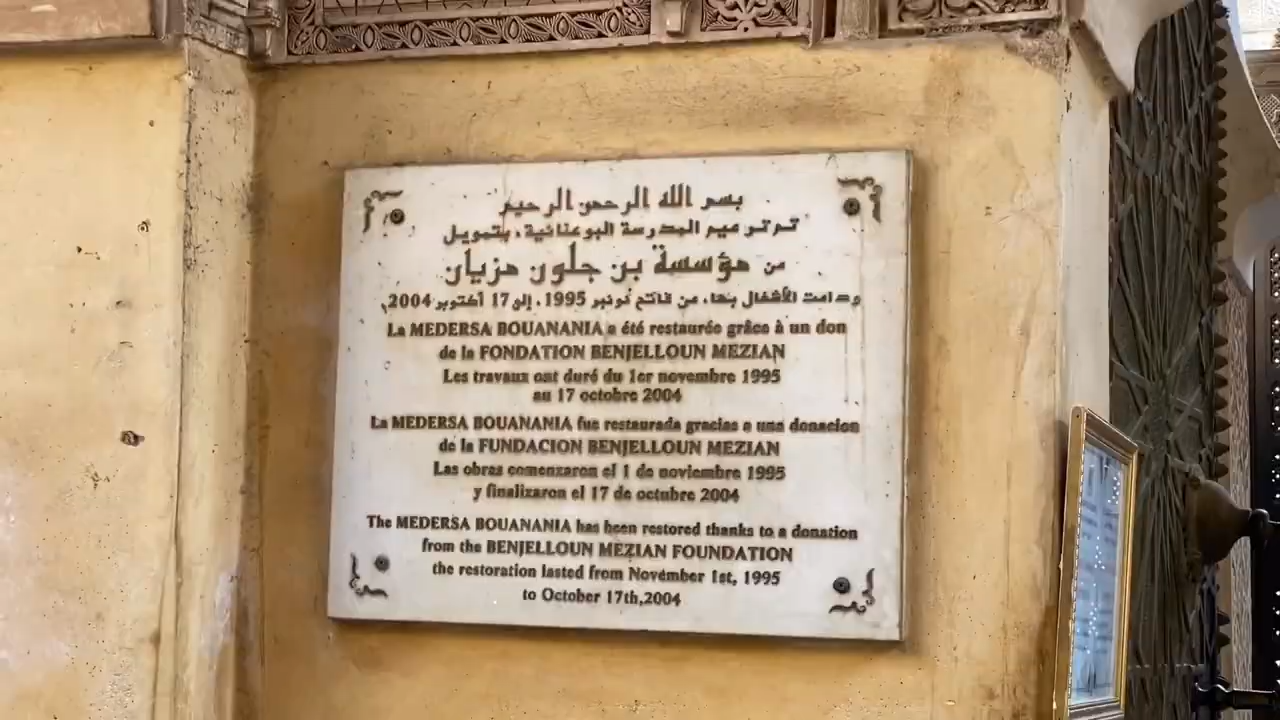 بسم الله الرحمن الرحيم
تم ترميم المدرسة البوعنانية، بتمويل
من مؤسسة بن جلون مزيان
ودامت الأشغال بها، من فاتح نونبر 1995، إلى 17 أكتوبر 2004،
La MEDERSA BOUANANIA a été restaurée grâce à un don
de la FONDATION BENJELLOUN MEZIAN
Les travaux ont duré du 1er novembre 1995
au 17 octobre 2004
La MEDERSA BOUANANIA fue restaurada gracias a una donacion
de la FUNDACION BENJELLOUN MEZIAN
Las obras comenzaron el 1 de noviembre 1995
y finalizaron el 17 de octubre 2004
The MEDERSA BOUANANIA has been restored thanks to a donation
from the BENJELLOUN MEZIAN FOUNDATION
the restoration lasted from November 1st, 1995
to October 17th,2004